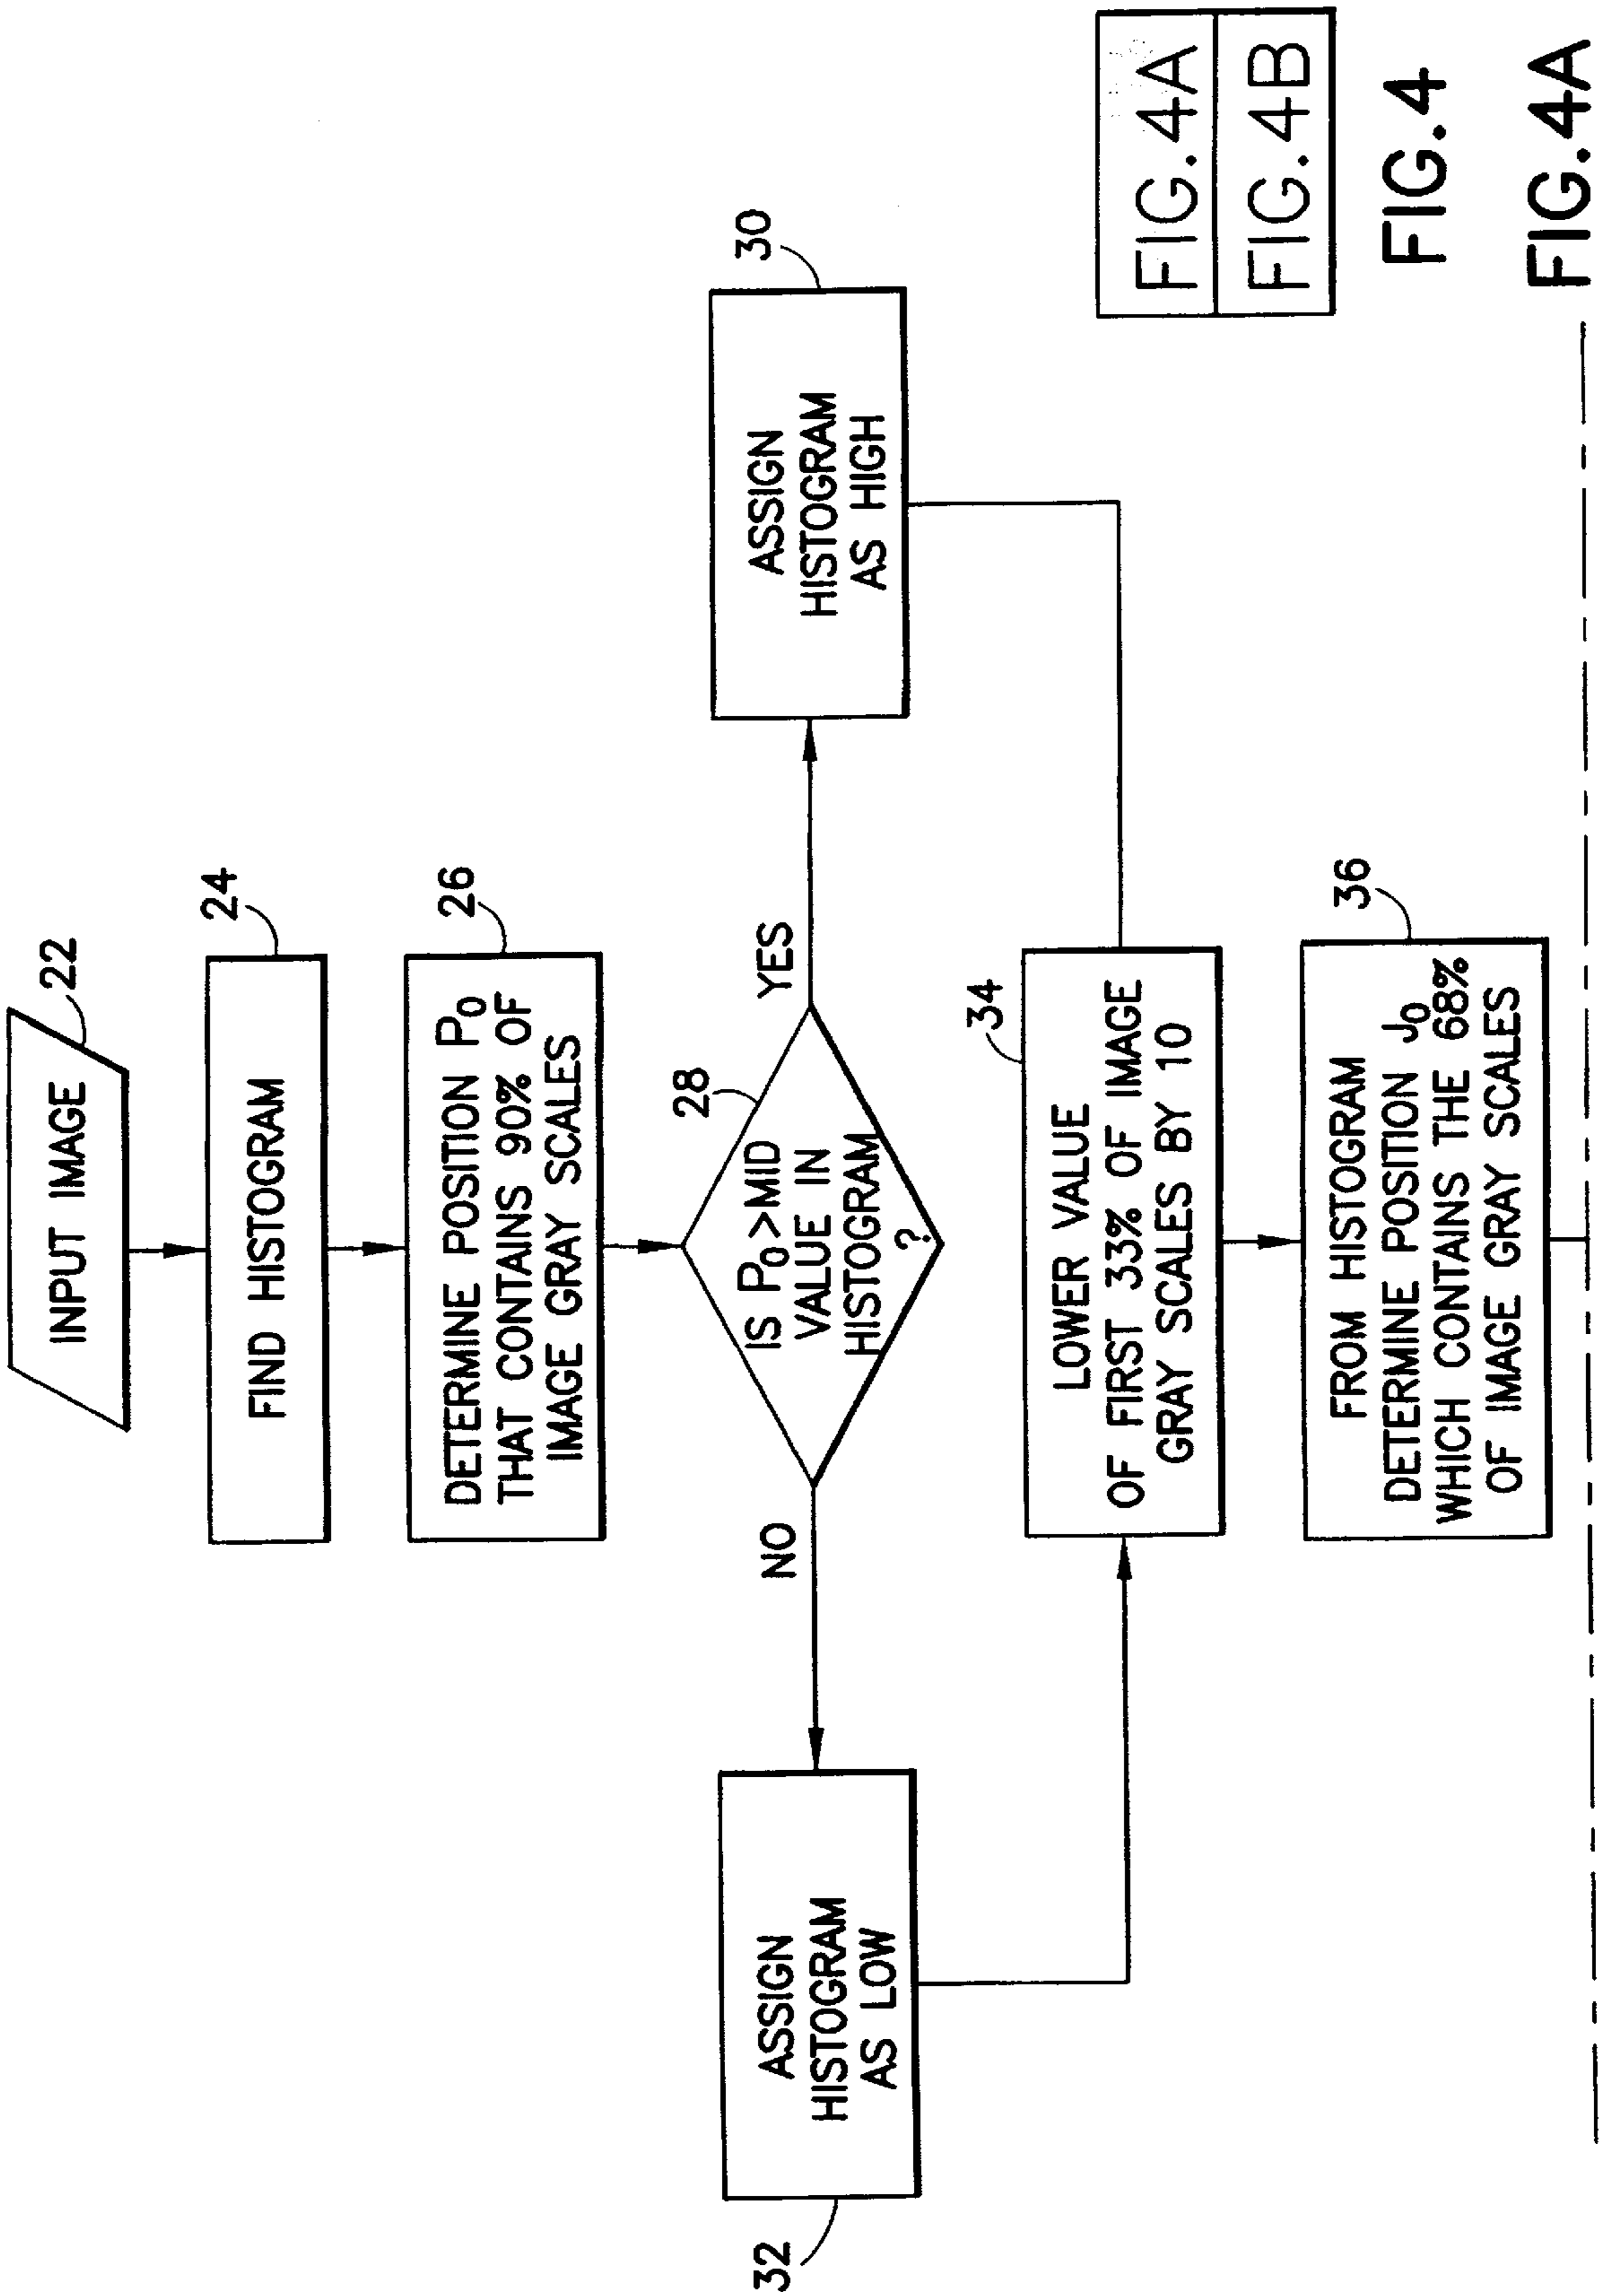 INPUT IMAGE
22
FIND HISTOGRAM
24
DETERMINE POSITION P0
THAT CONTAINS 90% OF
IMAGE GRAY SCALES
26
28
IS P0>MID
VALUE IN
HISTOGRAM
?
NO
YES
ASSIGN
HISTOGRAM
AS LOW
32
ASSIGN
HISTOGRAM
AS HIGH
30
34
LOWER VALUE
OF FIRST 33% OF IMAGE
GRAY SCALES BY 10
FROM HISTOGRAM
DETERMINE POSITION J0
WHICH CONTAINS THE 68%
OF IMAGE GRAY SCALES
36
FIG.4A
FIG.4B
FIG.4
FIG.4A